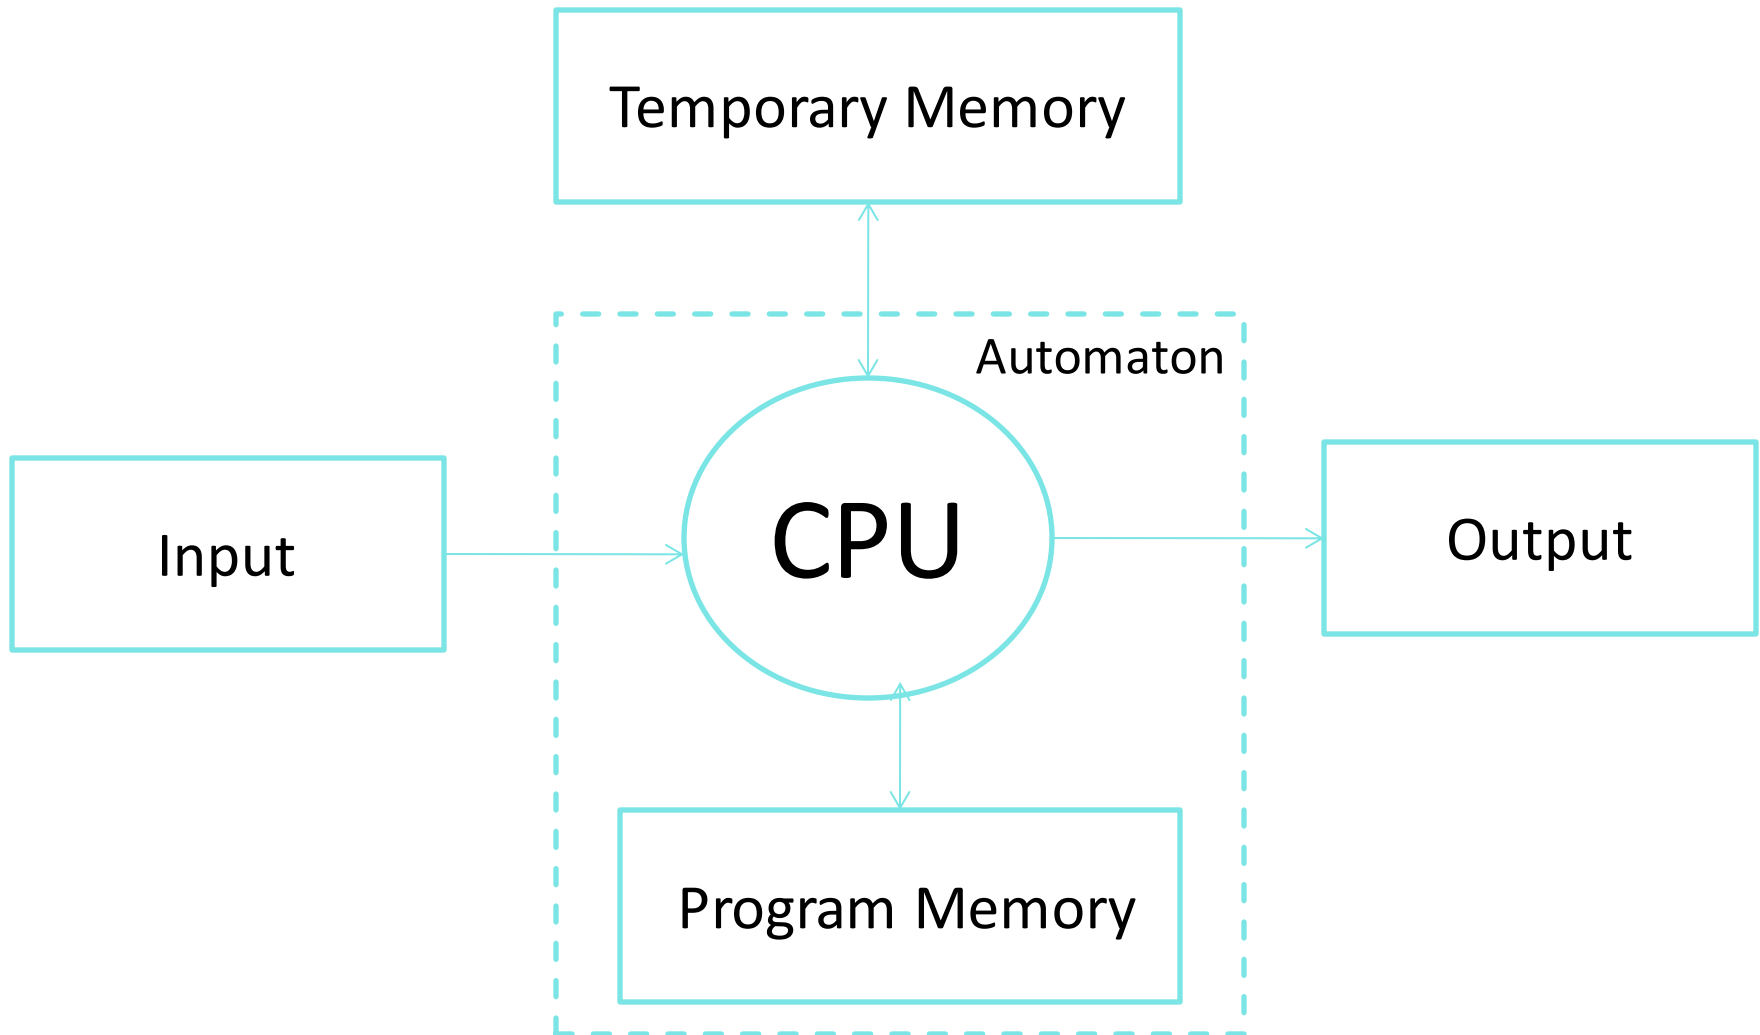 Temporary Memory
Automaton
Input
CPU
Output
Program Memory